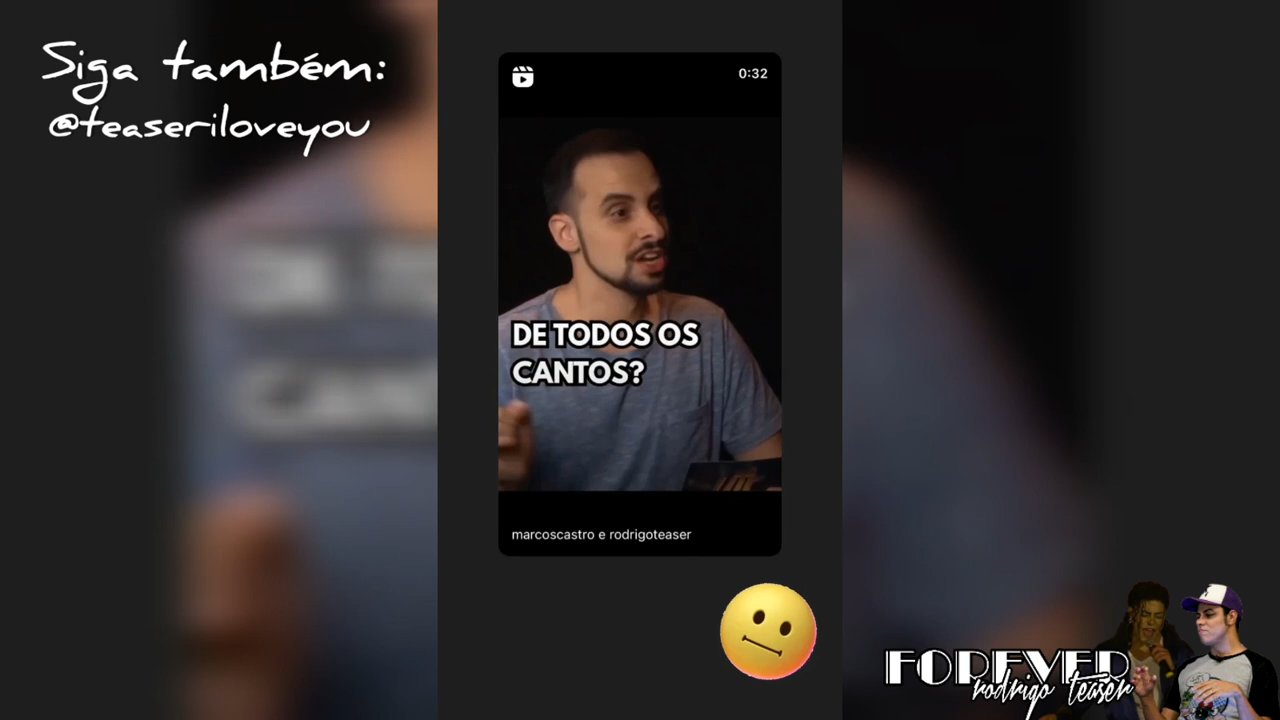 Siga também:
@teaseriloveyou
0:32
DE TODOS OS
CANTOS?
marcoscastro e rodrigoteaser
FOREVER
rodrigo teaser